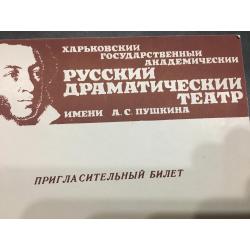 ХАРЬКОВСКИЙ
ГОСУДАРСТВЕННЫЙ
АКАДЕМИЧЕСКИЙ
РУССКИЙ
ДРАМАТИЧЕСКИЙ
ТЕАТР
ИМЕНИ А.С. ПУШКИНА
ПРИГЛАСИТЕЛЬНЫЙ БИЛЕТ